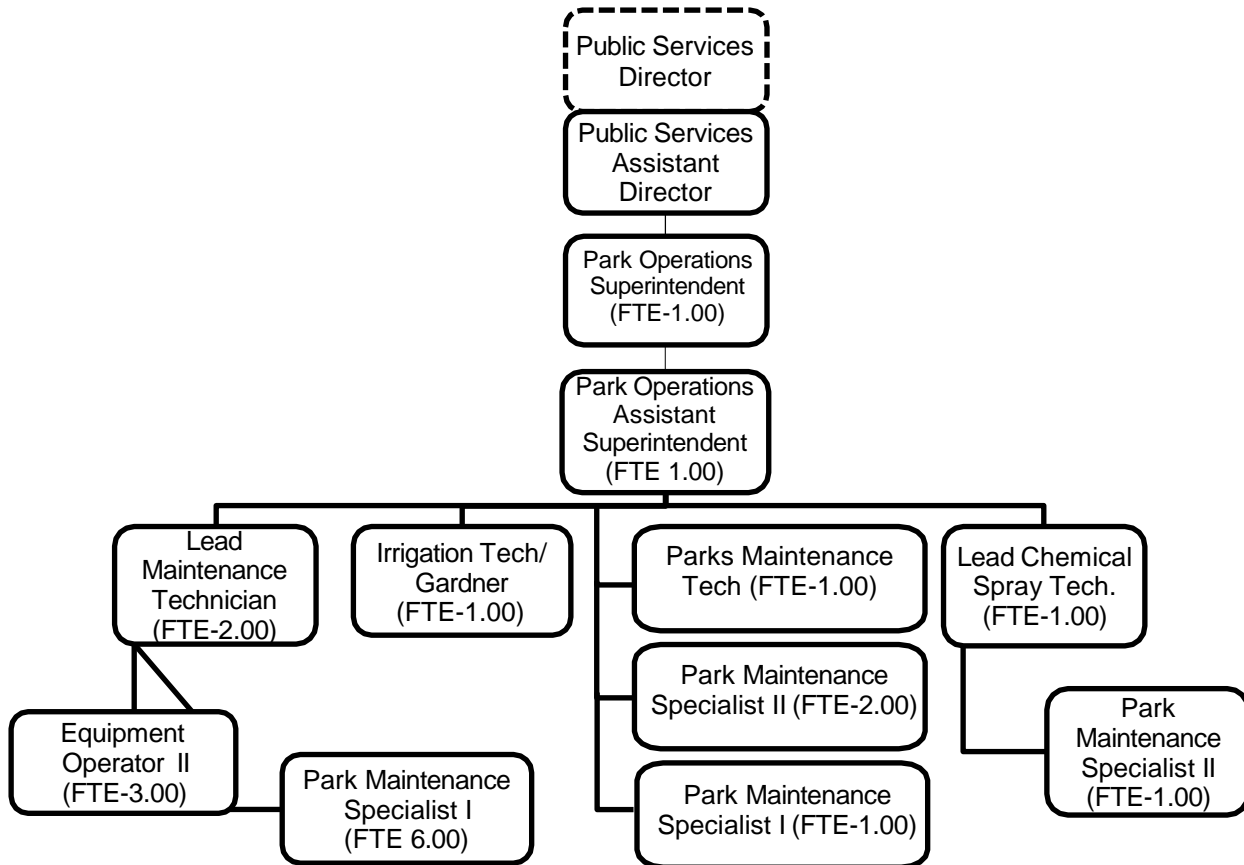 Public Services
Director
Public Services
Assistant
Director
Park Operations
Superintendent
(FTE-1.00)
Park Operations
Assistant
Superintendent
(FTE 1.00)
Lead
Maintenance
Technician
(FTE-2.00)
Irrigation Tech/
Gardner
(FTE-1.00)
Parks Maintenance
Tech (FTE-1.00)
Lead Chemical
Spray Tech.
(FTE-1.00)
Park Maintenance
Specialist II (FTE-2.00)
Equipment
Operator II
(FTE-3.00)
Park Maintenance
Specialist I
(FTE 6.00)
Park Maintenance
Specialist I (FTE-1.00)
Park
Maintenance
Specialist II
(FTE-1.00)